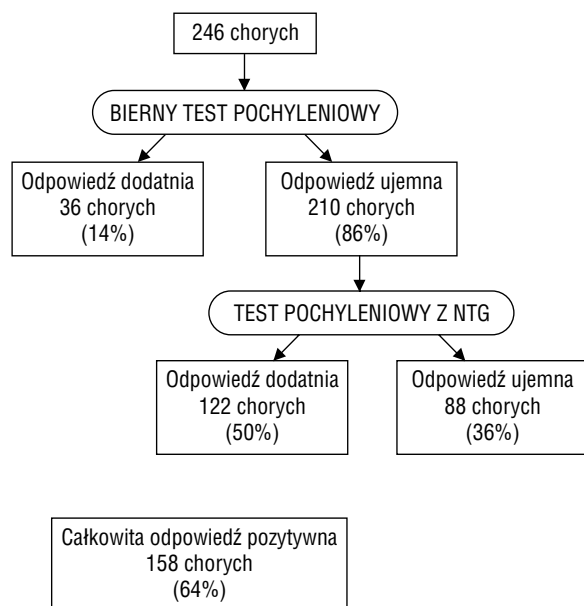 246 chorych
BIERNY TEST POCHYLENIOWY
Odpowiedź dodatnia
36 chorych
(14%)
Odpowiedź ujemna
210 chorych
(86%)
TEST POCHYLENIOWY Z NTG
Odpowiedź dodatnia
122 chorych
(50%)
Odpowiedź ujemna
88 chorych
(36%)
Całkowita odpowiedź pozytywna
158 chorych
(64%)